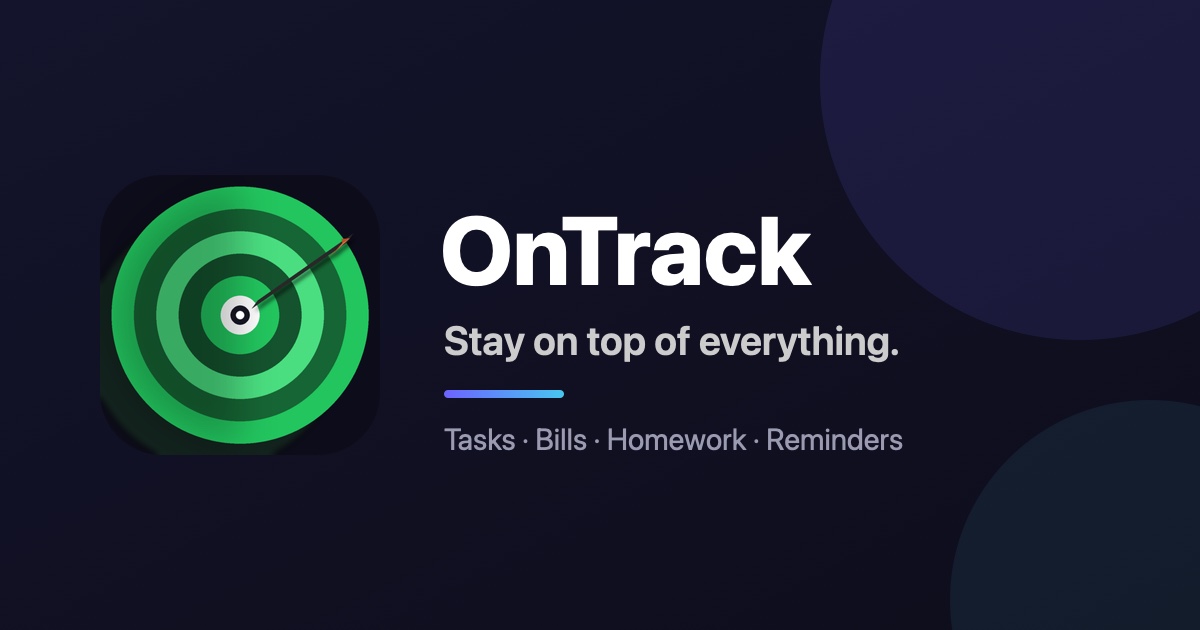 OnTrack
Stay on top of everything.
Tasks · Bills · Homework · Reminders